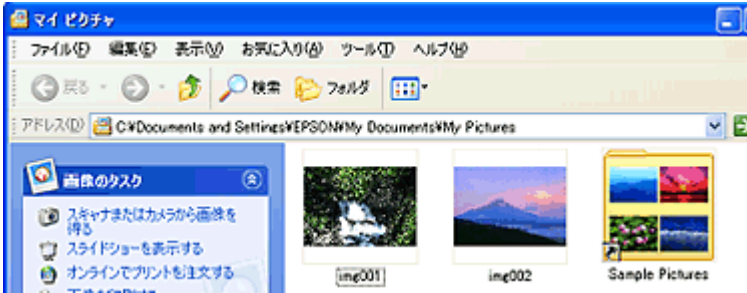 マイ ピクチャ
ファイル(F) 編集(E) 表示(V) お気に入り(A) ツール(T) ヘルプ(H)
戻る 検索 フォルダ
アドレス(D) C:¥Documents and Settings¥EPSON¥My Documents¥My Pictures
画像のタスク
スキャナまたはカメラから画像を
得る
スライドショーを表示する
オンラインでプリントを注文する
img001 img002 Sample Pictures